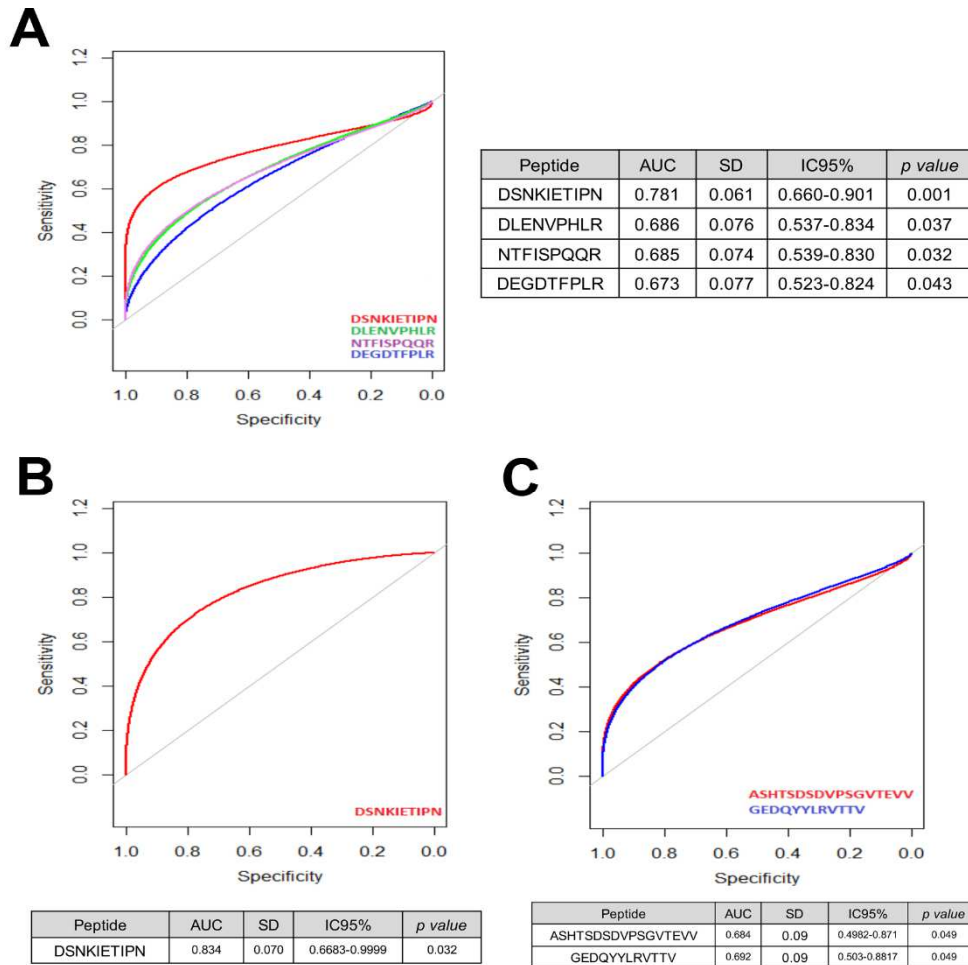 A
1.2
1.0
0.8
0.6
0.4
0.2
0.0
Sensitivity
DSNKIETIPN
DLENVPHLR
NTFISPQQR
DEGDTFPLR
1.0 0.8 0.6 0.4 0.2 0.0
Specificity
Peptide AUC SD IC95% p value
DSNKIETIPN 0.781 0.061 0.660-0.901 0.001
DLENVPHLR 0.686 0.076 0.537-0.834 0.037
NTFISPQQR 0.685 0.074 0.539-0.830 0.032
DEGDTFPLR 0.673 0.077 0.523-0.824 0.043
B
1.2
1.0
0.8
0.6
0.4
0.2
0.0
Sensitivity
DSNKIETIPN
1.0 0.8 0.6 0.4 0.2 0.0
Specificity
Peptide AUC SD IC95% p value
DSNKIETIPN 0.834 0.070 0.6683-0.9999 0.032
C
1.2
1.0
0.8
0.6
0.4
0.2
0.0
Sensitivity
ASHTSDSDVPSGVTEVV
GEDQYYLRVTTV
1.0 0.8 0.6 0.4 0.2 0.0
Specificity
Peptide AUC SD IC95% p value
ASHTSDSDVPSGVTEVV 0.684 0.09 0.4982-0.871 0.049
GEDQYYLRVTTV 0.692 0.09 0.503-0.8817 0.049